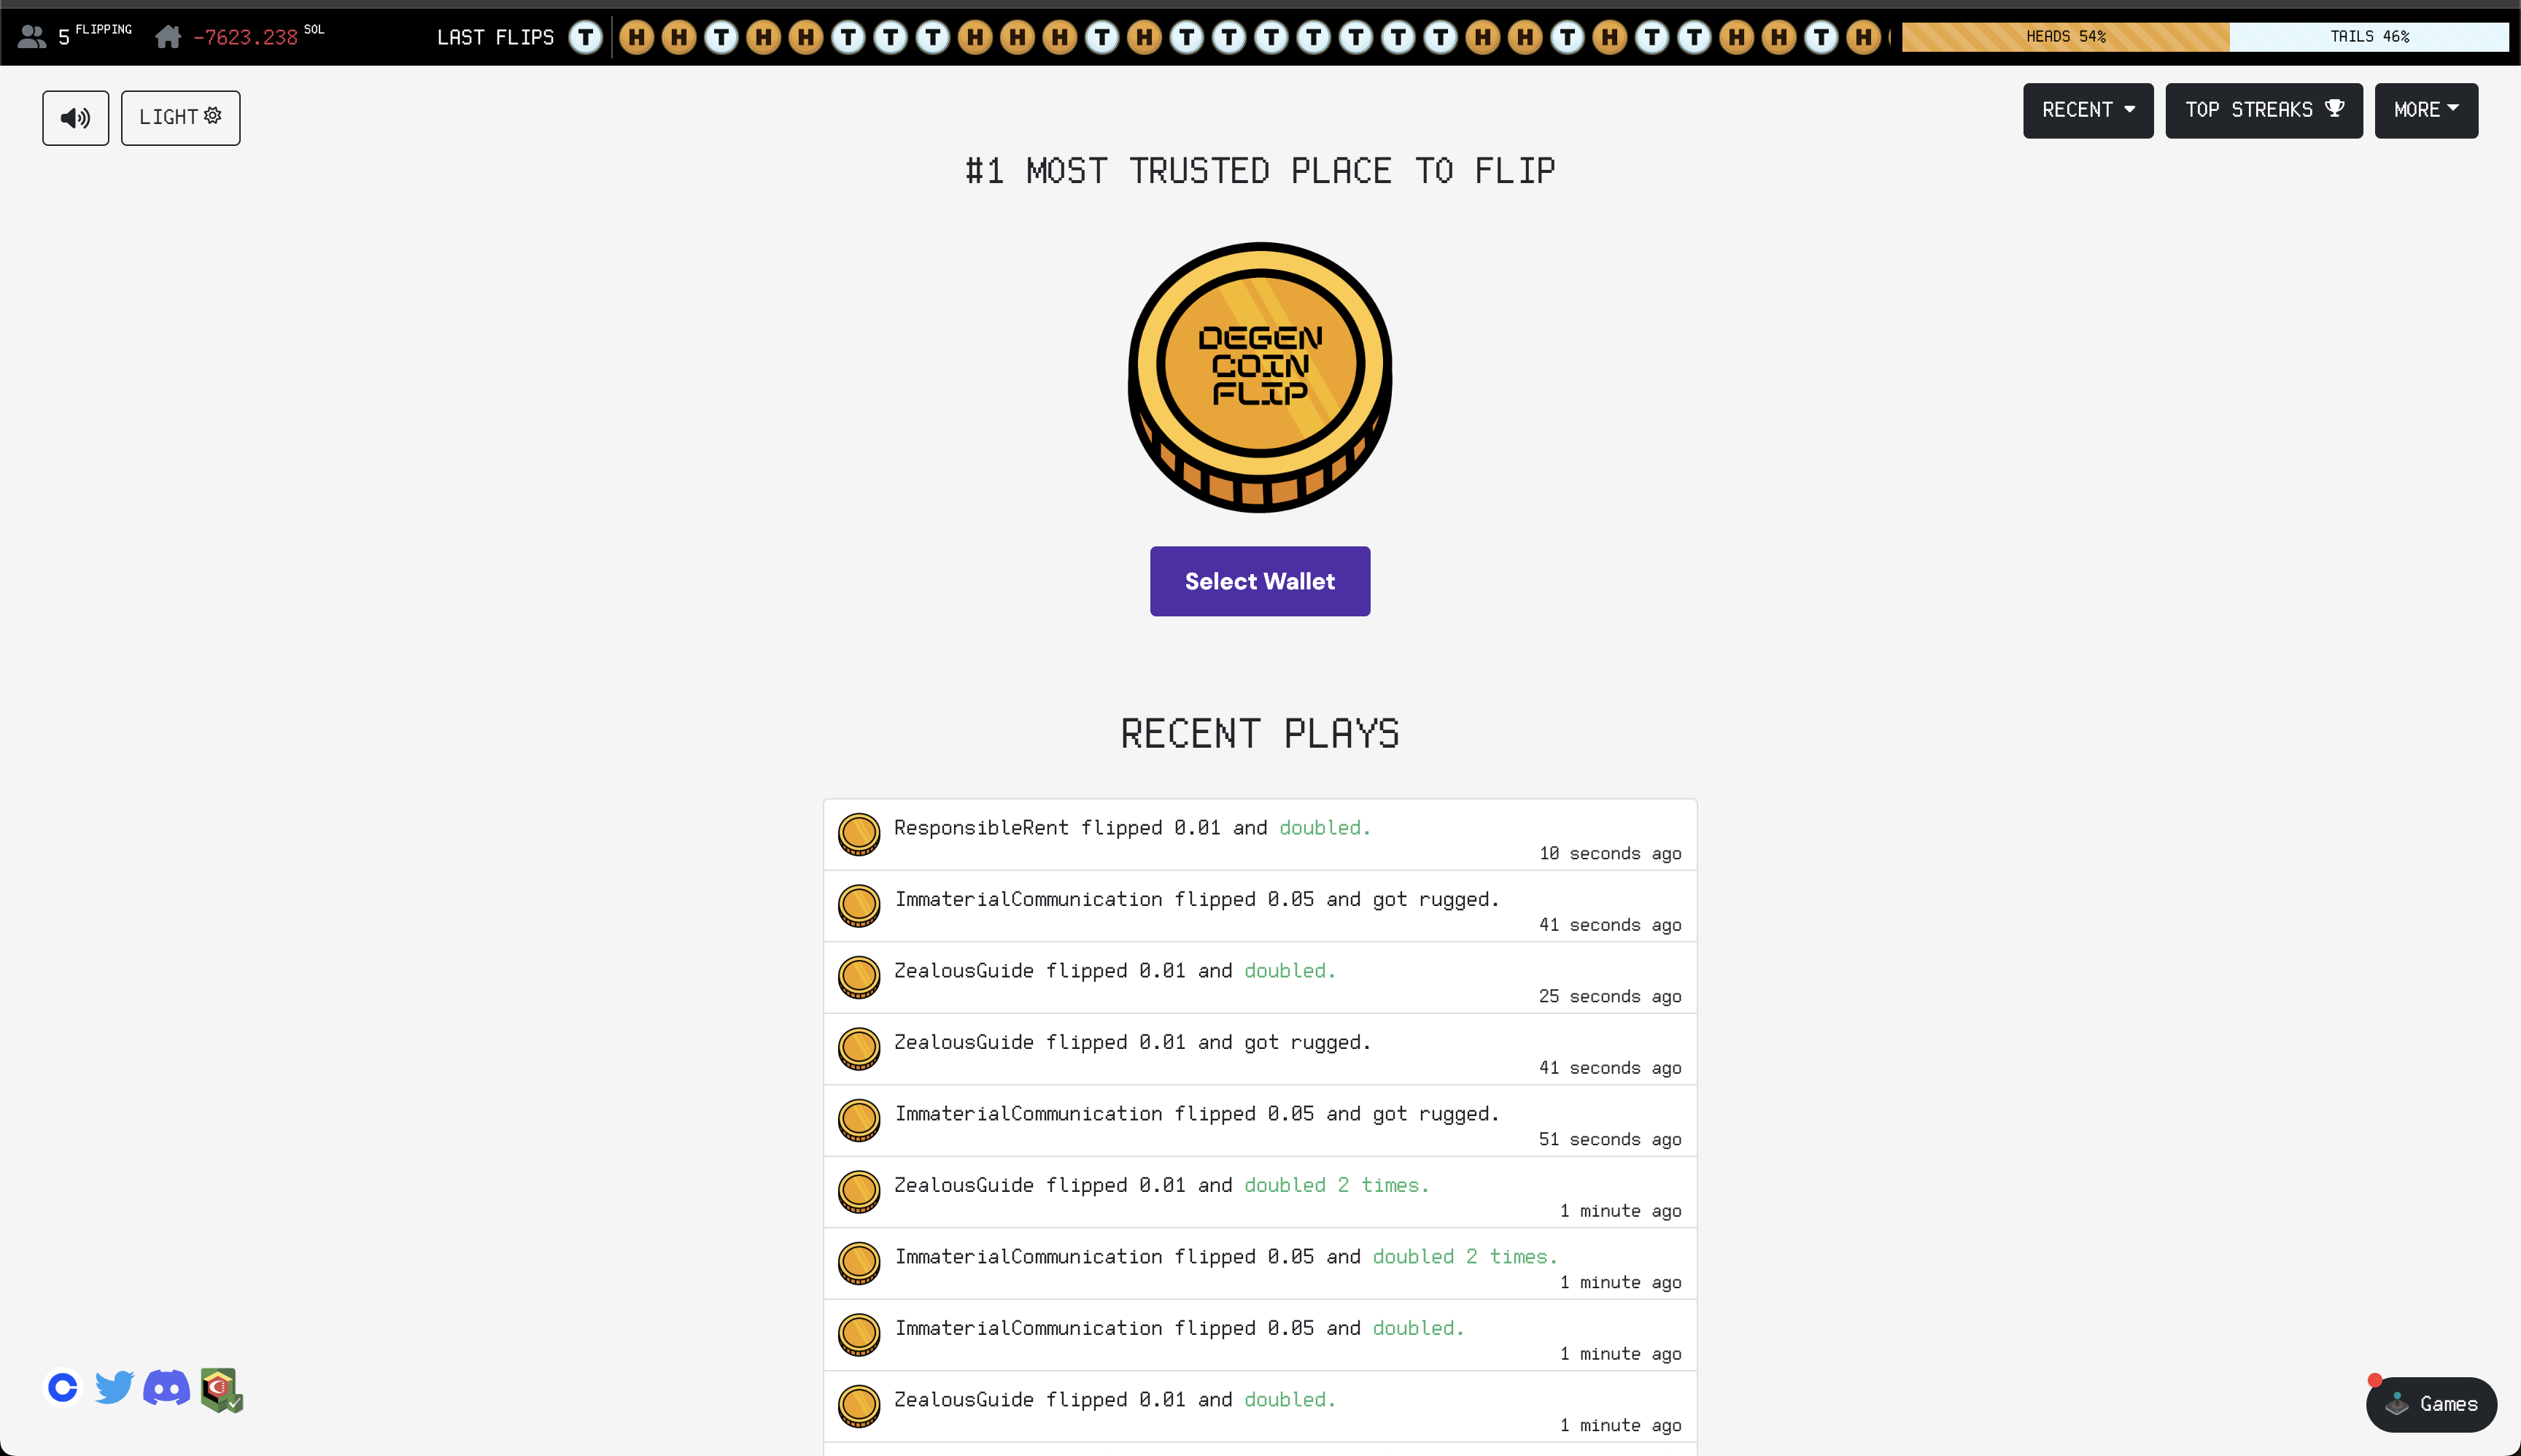 5 FLIPPING -7623.238 SOL LAST FLIPS T H H T H H T T T H H H T H T T T T T T T H H T H T T H H T H HEADS 54% TAILS 46%
LIGHT RECENT TOP STREAKS MORE
#1 MOST TRUSTED PLACE TO FLIP
DEGEN
COIN
FLIP
Select Wallet
RECENT PLAYS
ResponsibleRent flipped 0.01 and doubled.
10 seconds ago
ImmaterialCommunication flipped 0.05 and got rugged.
41 seconds ago
ZealousGuide flipped 0.01 and doubled.
25 seconds ago
ZealousGuide flipped 0.01 and got rugged.
41 seconds ago
ImmaterialCommunication flipped 0.05 and got rugged.
51 seconds ago
ZealousGuide flipped 0.01 and doubled 2 times.
1 minute ago
ImmaterialCommunication flipped 0.05 and doubled 2 times.
1 minute ago
ImmaterialCommunication flipped 0.05 and doubled.
1 minute ago
ZealousGuide flipped 0.01 and doubled.
1 minute ago
Games